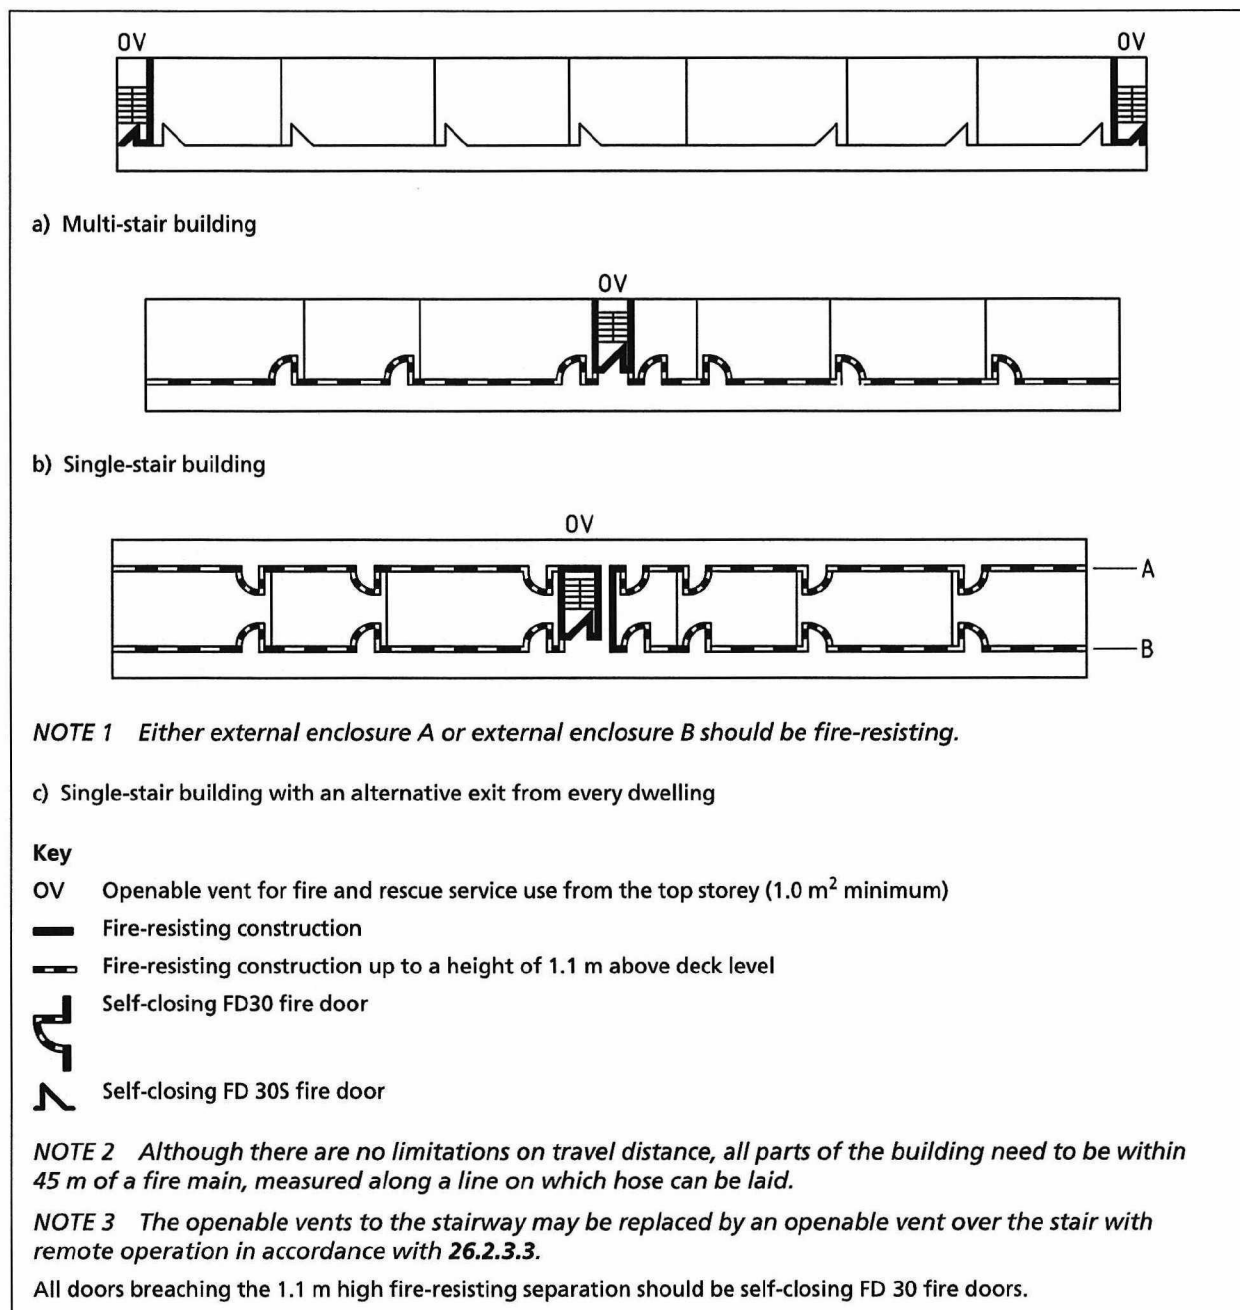 OV
OV
a) Multi-stair building
OV
b) Single-stair building
OV
A
B
NOTE 1 Either external enclosure A or external enclosure B should be fire-resisting.
c) Single-stair building with an alternative exit from every dwelling
Key
OV Openable vent for fire and rescue service use from the top storey (1.0 m² minimum)
Fire-resisting construction
Fire-resisting construction up to a height of 1.1 m above deck level
Self-closing FD30 fire door
Self-closing FD 30S fire door
NOTE 2 Although there are no limitations on travel distance, all parts of the building need to be within
45 m of a fire main, measured along a line on which hose can be laid.
NOTE 3 The openable vents to the stairway may be replaced by an openable vent over the stair with
remote operation in accordance with 26.2.3.3.
All doors breaching the 1.1 m high fire-resisting separation should be self-closing FD 30 fire doors.